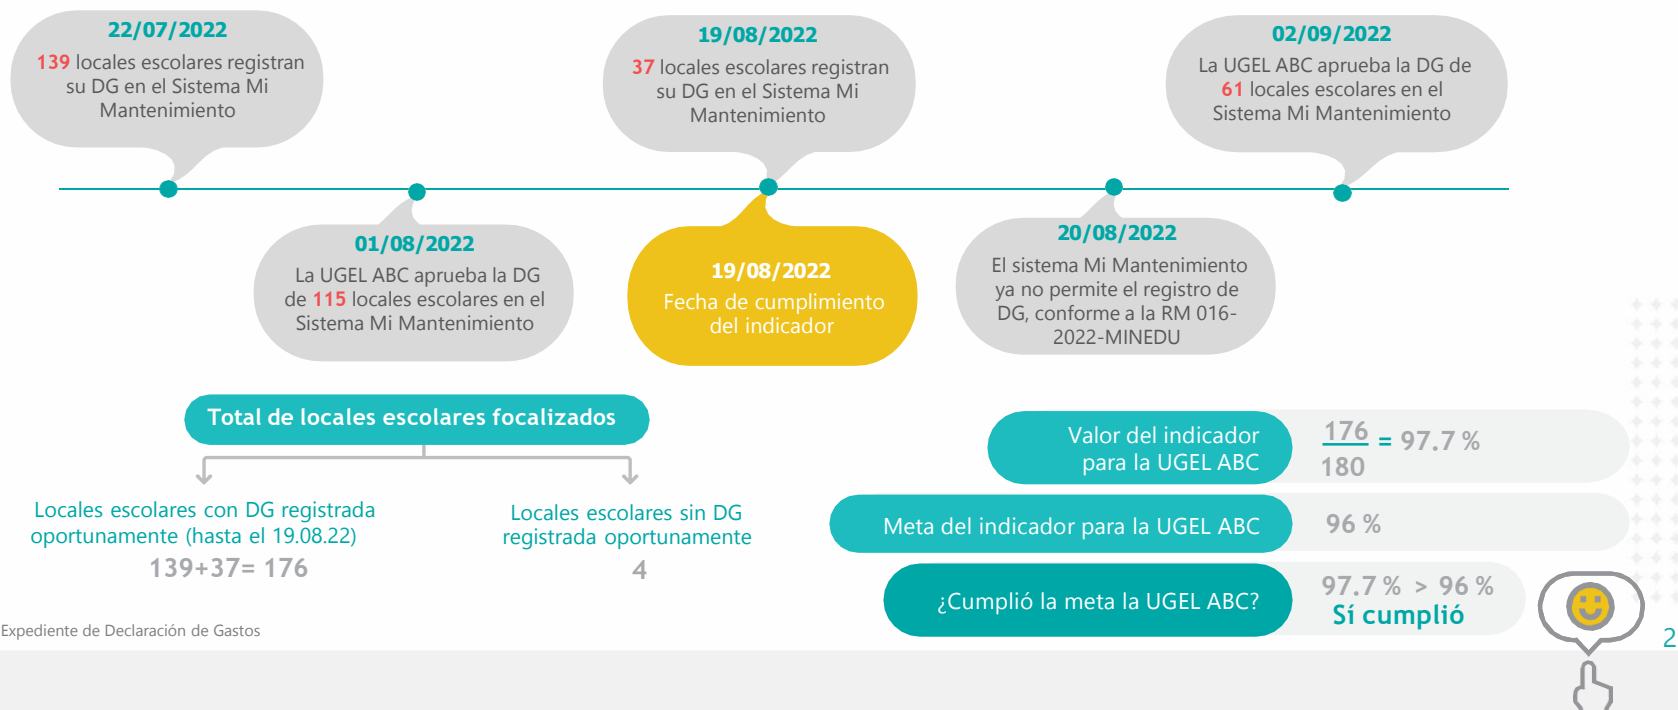 22/07/2022
139 locales escolares registran
su DG en el Sistema Mi
Mantenimiento
19/08/2022
37 locales escolares registran
su DG en el Sistema Mi
Mantenimiento
02/09/2022
La UGEL ABC aprueba la DG de
61 locales escolares en el
Sistema Mi Mantenimiento
01/08/2022
La UGEL ABC aprueba la DG
de 115 locales escolares en el
Sistema Mi Mantenimiento
19/08/2022
Fecha de cumplimiento
del indicador
20/08/2022
El sistema Mi Mantenimiento
ya no permite el registro de
DG, conforme a la RM 016-
2022-MINEDU
Total de locales escolares focalizados
Locales escolares con DG registrada
oportunamente (hasta el 19.08.22)
139+37= 176
Locales escolares sin DG
registrada oportunamente
4
Valor del indicador
para la UGEL ABC
176
180
= 97.7 %
Meta del indicador para la UGEL ABC
96 %
¿Cumplió la meta la UGEL ABC?
97.7 % > 96 %
Sí cumplió
Expediente de Declaración de Gastos
2